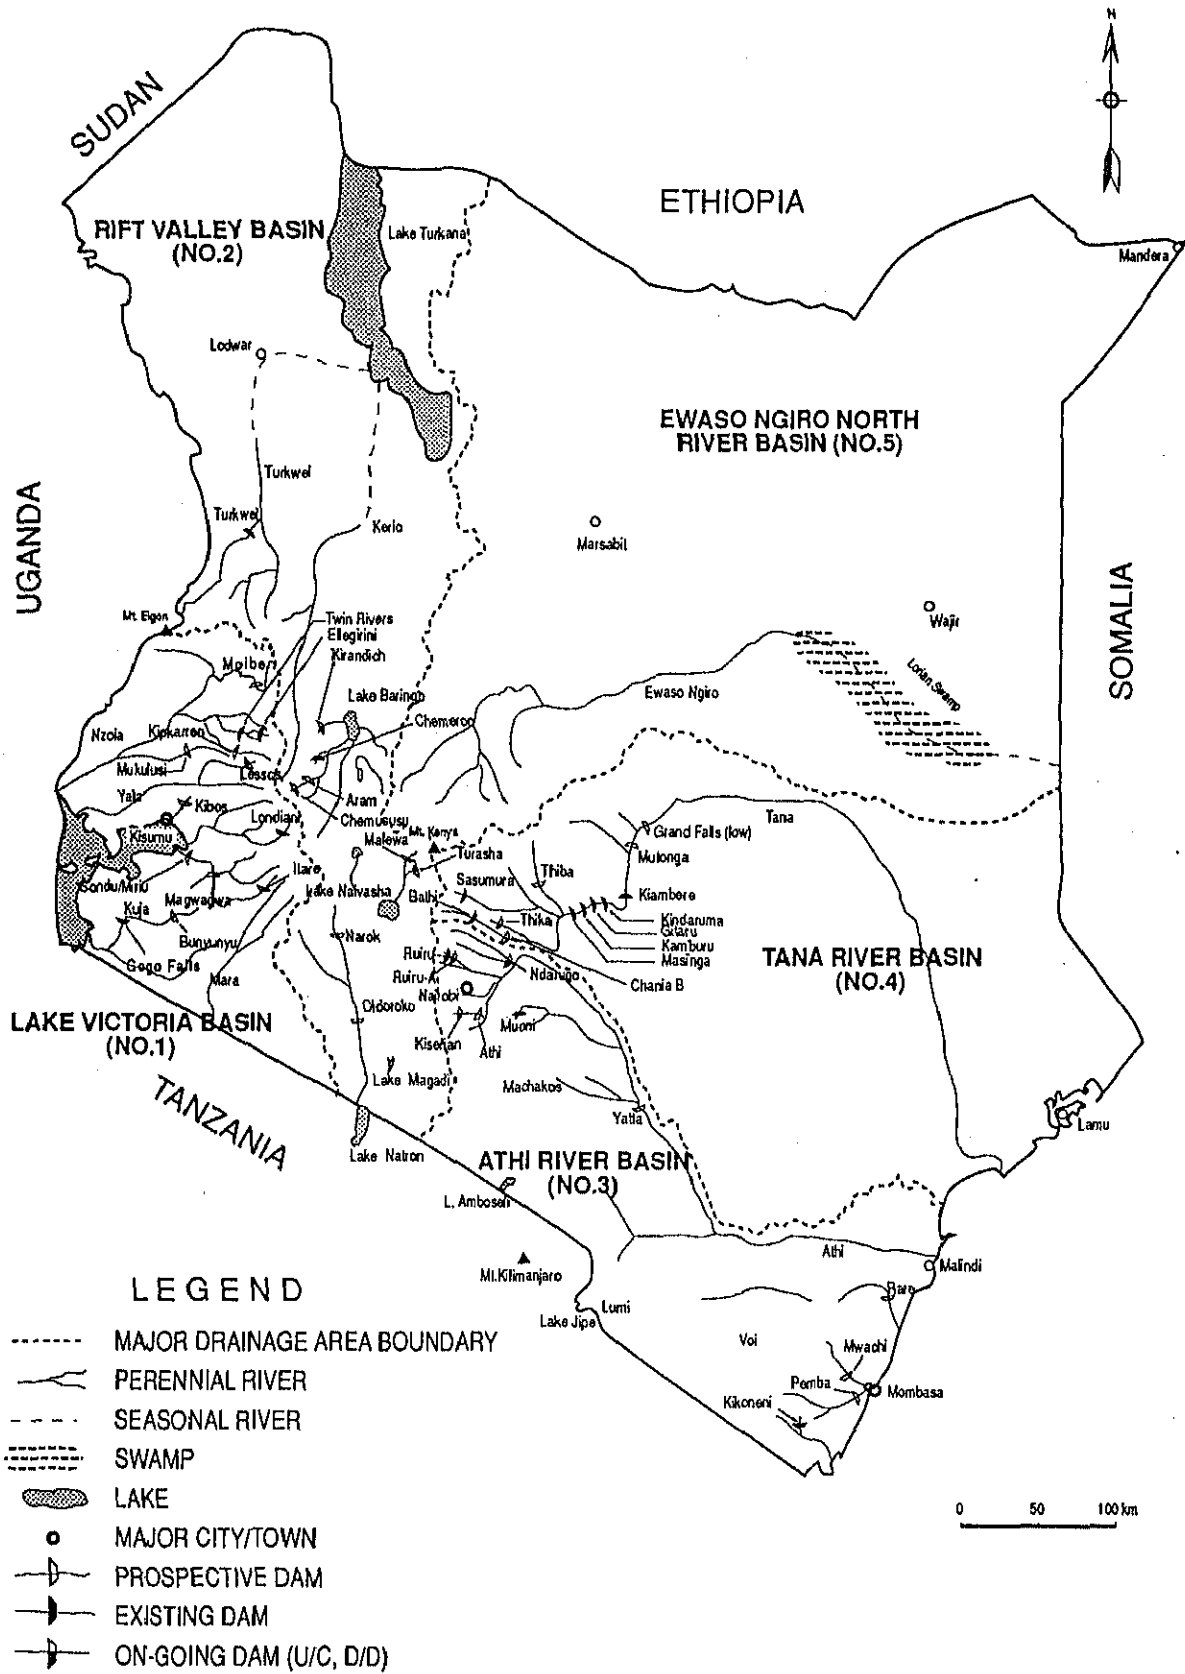 N
SUDAN
ETHIOPIA
RIFT VALLEY BASIN
(NO.2)
Lake Turkana
Mandera
Lodwar
EWASO NGIRO NORTH
RIVER BASIN (NO.5)
Turkwel
UGANDA
Turkwel
Kerio
Marsabit
SOMALIA
Mt. Elgon
Twin Rivers
Ellegirini
Kirandich
Wajir
Moiben
Lake Baringo
Ewaso Ngiro
Lorian Swamp
Chemeron
Nzoia
Kipkarren
Mukulusi
Lessos
Yala
Kibos
Aram
Londiani
Chemususu
Tana
Kisumu
Malewa
Mt. Kenya
Grand Falls (low)
Turasha
Mutonga
Itare
Sasumura
Thiba
Sondu/Miriu
Magwagwa
Lake Naivasha
Bathi
Kiambere
Kuja
Thika
Kindaruma
Gitaru
Bunyunyu
Narok
Kamburu
Ruiru
Masinga
TANA RIVER BASIN
(NO.4)
Gogo Falls
Mara
Ruiru-A
Ndarugo
Chania B
Nairobi
Oldoroko
LAKE VICTORIA BASIN
(NO.1)
Muoni
Kiserian
Athi
Lake Magadi
Machakos
TANZANIA
Yatta
Lamu
Lake Natron
ATHI RIVER BASIN
(NO.3)
L. Amboseli
Athi
Malindi
Mt.Kilimanjaro
Bare
Lumi
Lake Jipe
Voi
Mwachi
Pemba
Mombasa
Kikoneni
LEGEND
MAJOR DRAINAGE AREA BOUNDARY
PERENNIAL RIVER
SEASONAL RIVER
SWAMP
LAKE
MAJOR CITY/TOWN
PROSPECTIVE DAM
EXISTING DAM
ON-GOING DAM (U/C, D/D)
0 50 100 km